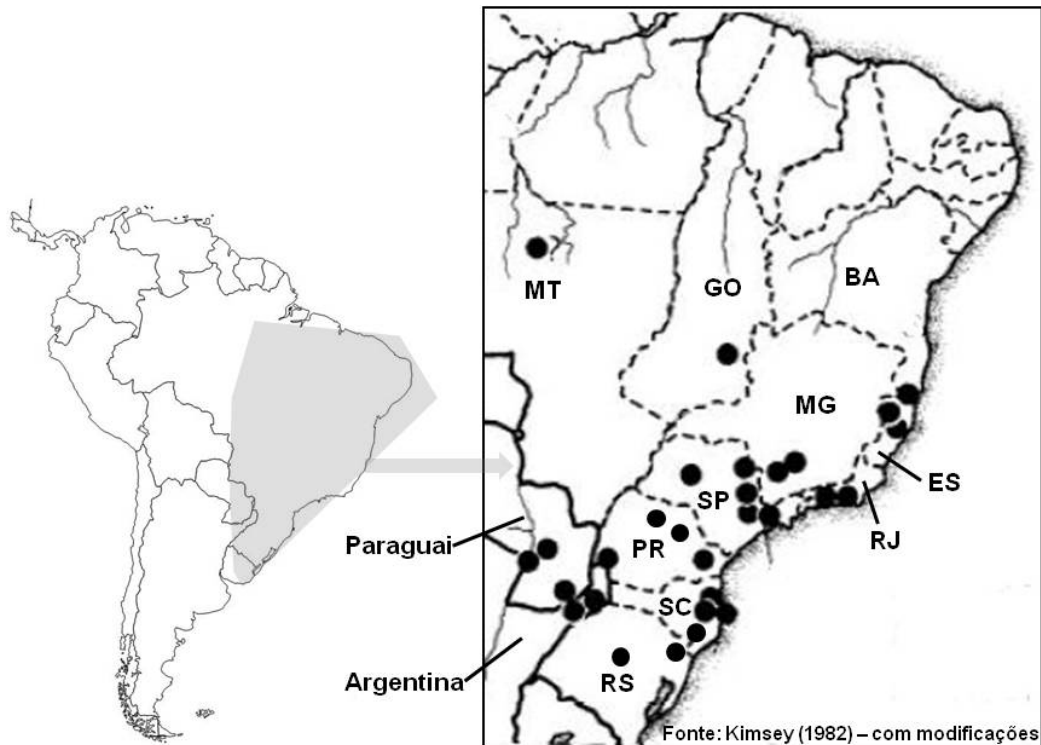 MT
GO
BA
MG
ES
SP
RJ
Paraguai
PR
SC
Argentina
RS
Fonte: Kimsey (1982) – com modificações